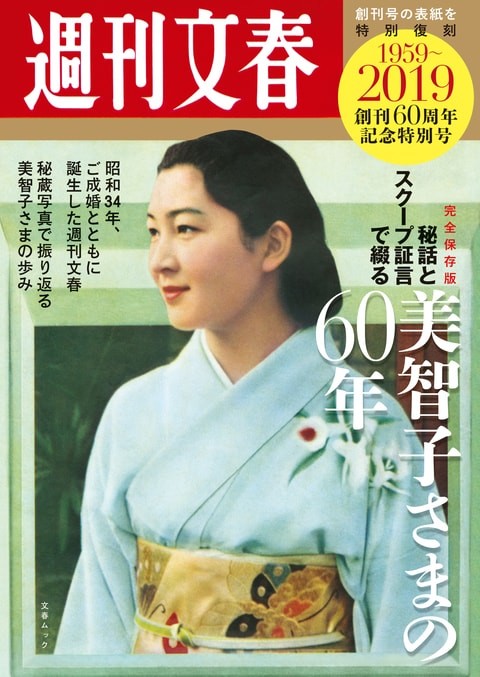 週刊文春
創刊号の表紙を
特別復刻
1959〜
2019
創刊60周年
記念特別号
完全保存版
秘話と
スクープ証言
で綴る
美智子さまの
60年
昭和34年、
ご成婚とともに
誕生した週刊文春
秘蔵写真で振り返る
美智子さまの歩み
文春ムック